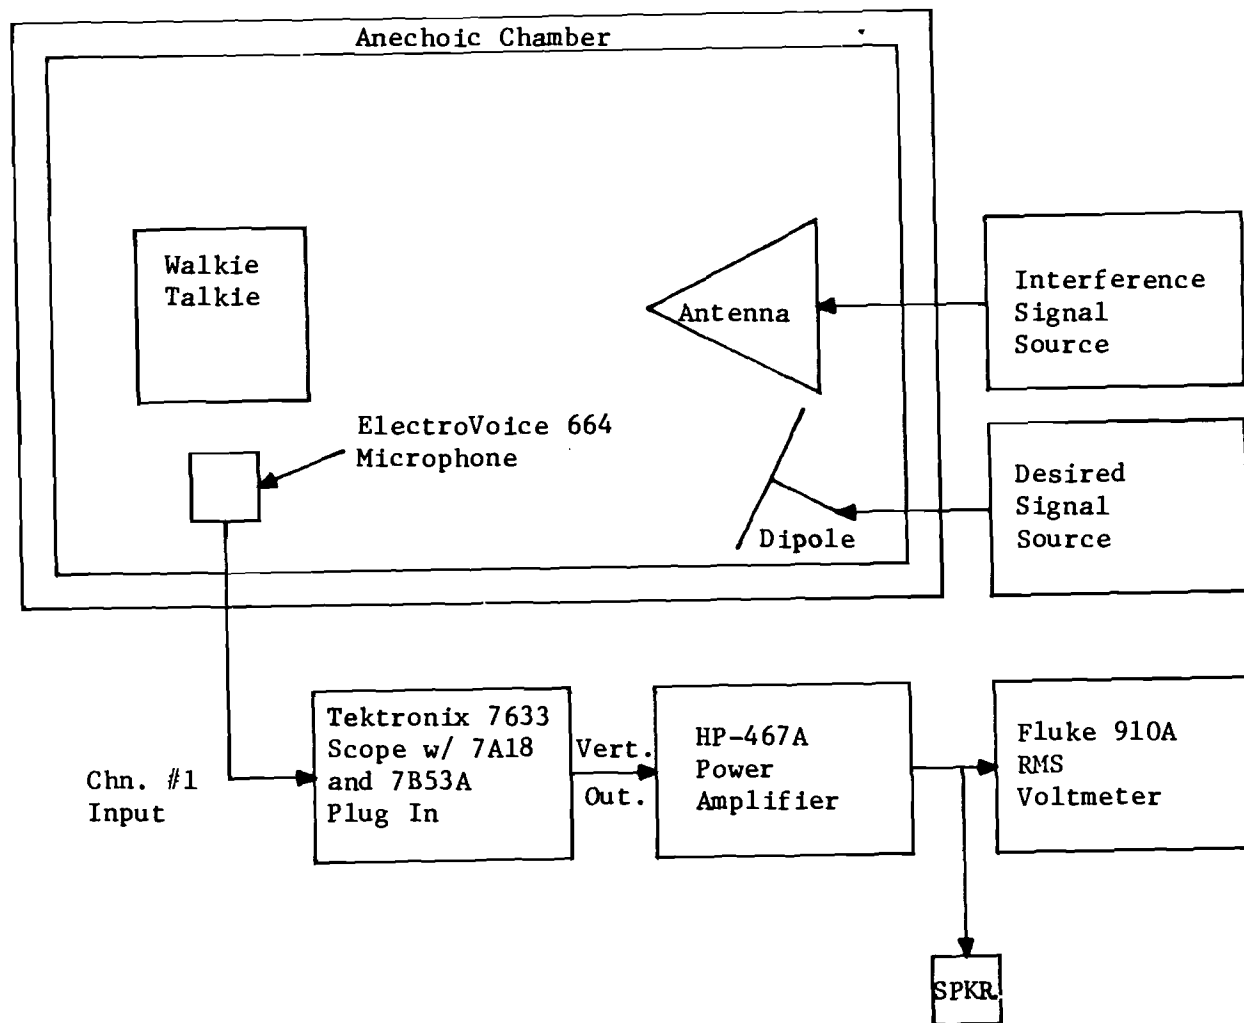 Anechoic Chamber
Walkie
Talkie
Antenna
Interference
Signal
Source
ElectroVoice 664
Microphone
Desired
Signal
Source
Dipole
Chn. #1
Input
Tektronix 7633
Scope w/ 7A18
and 7B53A
Plug In
Vert.
Out.
HP-467A
Power
Amplifier
Fluke 910A
RMS
Voltmeter
SPKR.